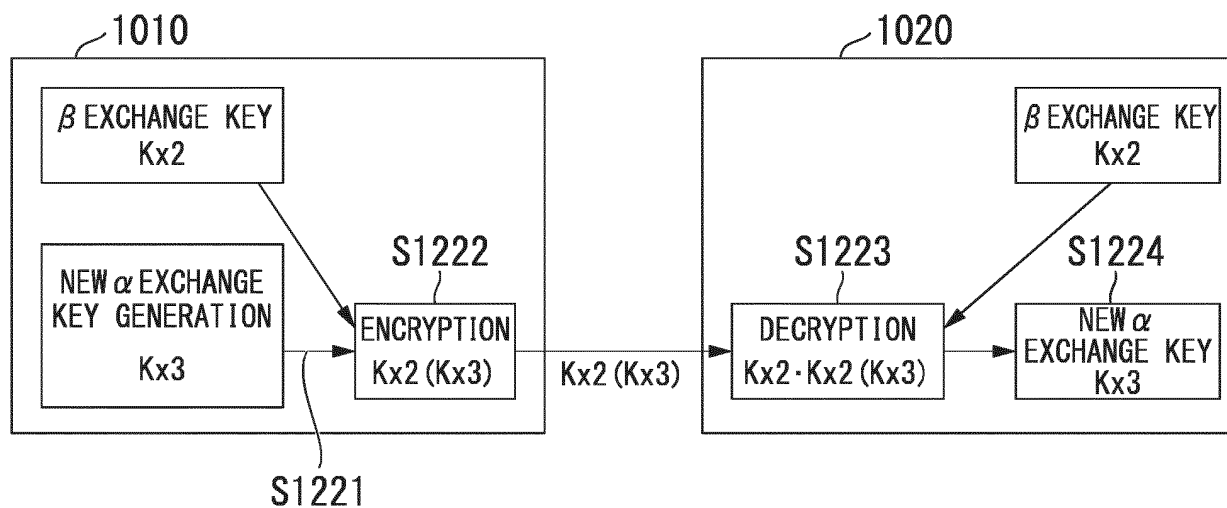 1010
β EXCHANGE KEY
Kx2
NEW α EXCHANGE
KEY GENERATION
Kx3
S1221
S1222
ENCRYPTION
Kx2(Kx3)
Kx2(Kx3)
1020
β EXCHANGE KEY
Kx2
S1223
DECRYPTION
Kx2・Kx2(Kx3)
S1224
NEW α
EXCHANGE KEY
Kx3